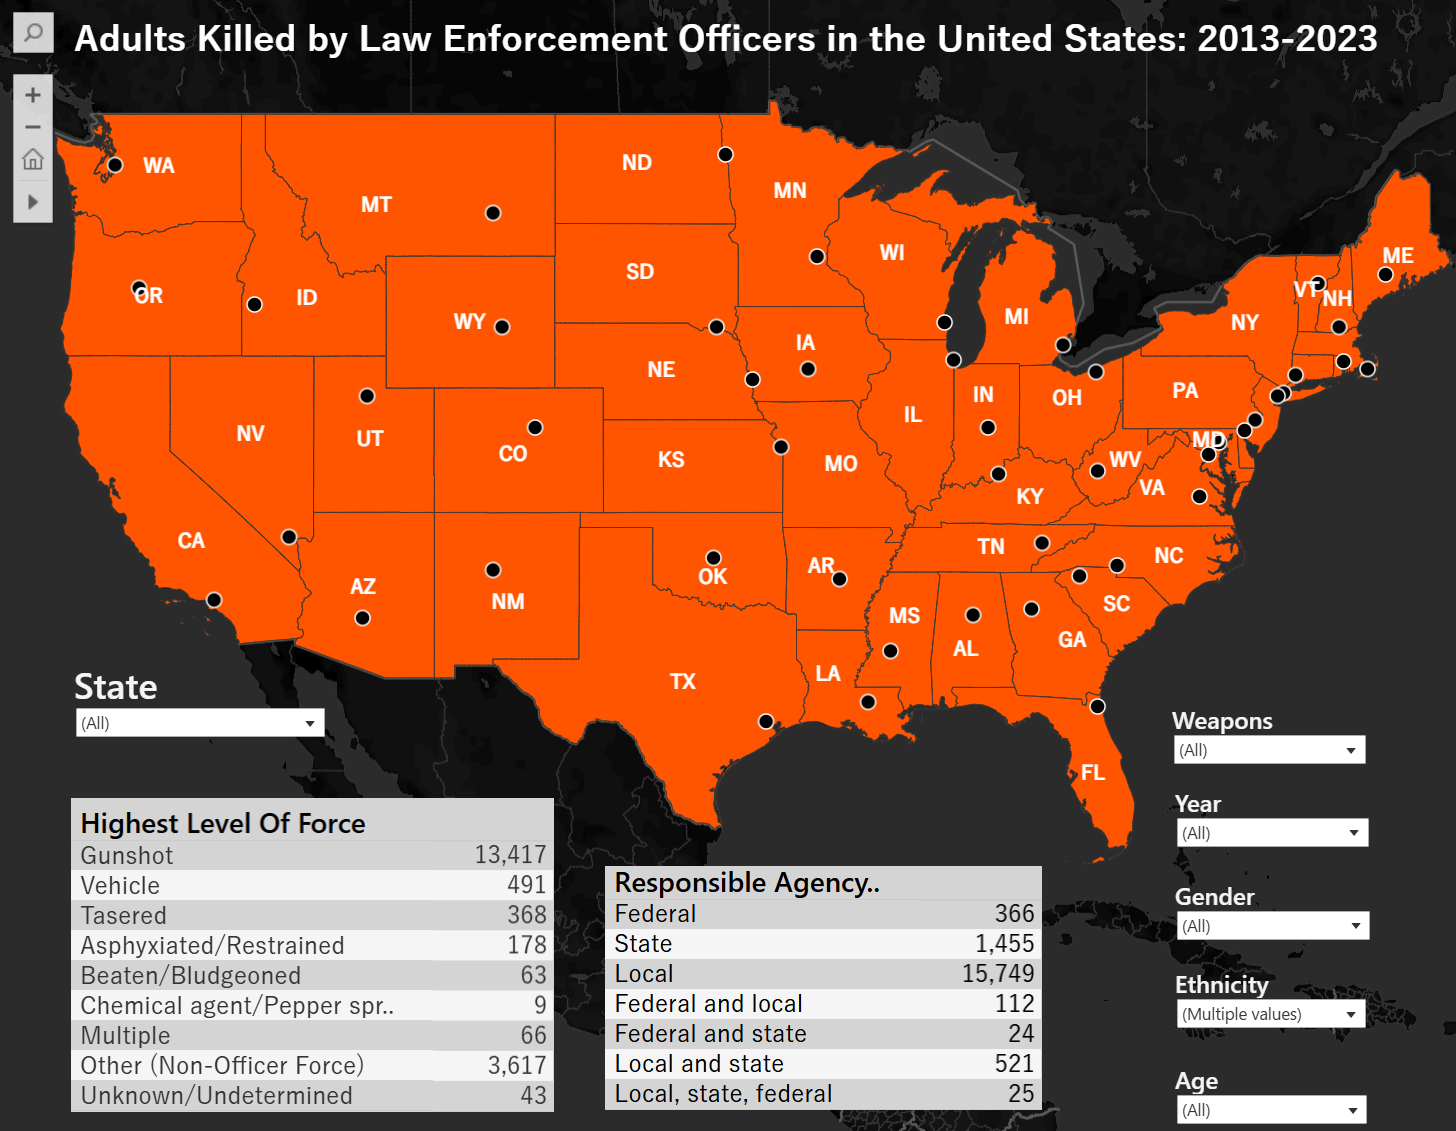 Adults Killed by Law Enforcement Officers in the United States: 2013-2023
WA
MT
ND
MN
OR
ID
WY
SD
WI
MI
ME
VT
NH
NY
NV
UT
CO
NE
IA
IL
IN
OH
PA
KS
MO
KY
WV
MD
VA
CA
AZ
NM
OK
AR
TN
NC
SC
MS
AL
GA
TX
LA
FL
State
(All)
Highest Level Of Force
Gunshot 13,417
Vehicle 491
Tasered 368
Asphyxiated/Restrained 178
Beaten/Bludgeoned 63
Chemical agent/Pepper spr.. 9
Multiple 66
Other (Non-Officer Force) 3,617
Unknown/Undetermined 43
Responsible Agency..
Federal 366
State 1,455
Local 15,749
Federal and local 112
Federal and state 24
Local and state 521
Local, state, federal 25
Weapons
(All)
Year
(All)
Gender
(All)
Ethnicity
(Multiple values)
Age
(All)